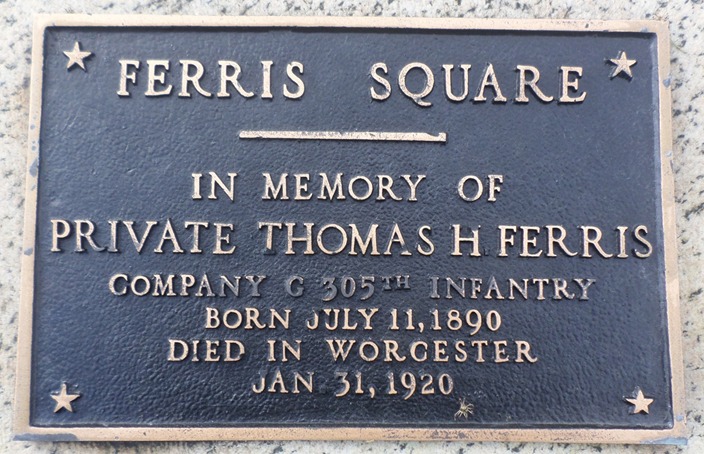 FERRIS SQUARE
IN MEMORY OF
PRIVATE THOMAS H. FERRIS
COMPANY G 305TH INFANTRY
BORN JULY 11, 1890
DIED IN WORCESTER
JAN 31, 1920